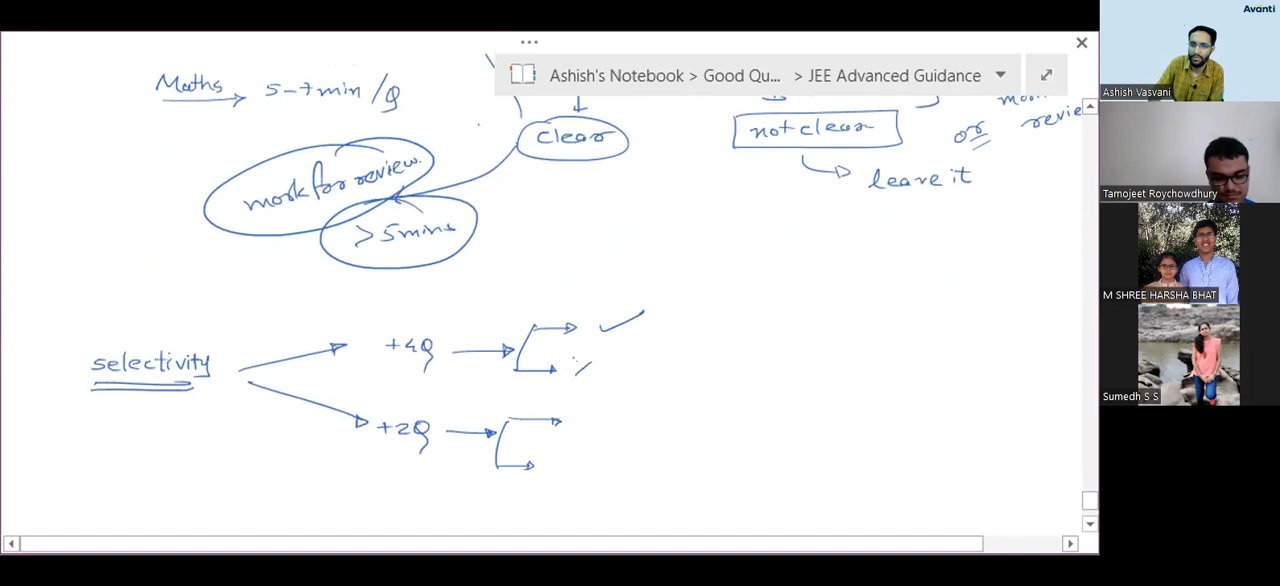 Avanti
Ashish's Notebook > Good Qu... > JEE Advanced Guidance
Maths 5-7min/Q
Ashish Vasvani
clear
not clear
or
revie
leave it
mark for review.
> 5mins
Tamojeet Roychowdhury
M SHREE HARSHA BHAT
selectivity
+4Q
+2Q
Sumedh S S